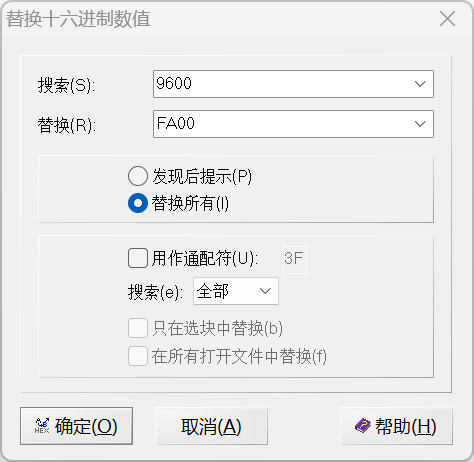 替换十六进制数值
搜索(S): 9600
替换(R): FA00
发现后提示(P)
替换所有(I)
用作通配符(U): 3F
搜索(e): 全部
只在选块中替换(b)
在所有打开文件中替换(f)
HEX 确定(O) 取消(A) 帮助(H)